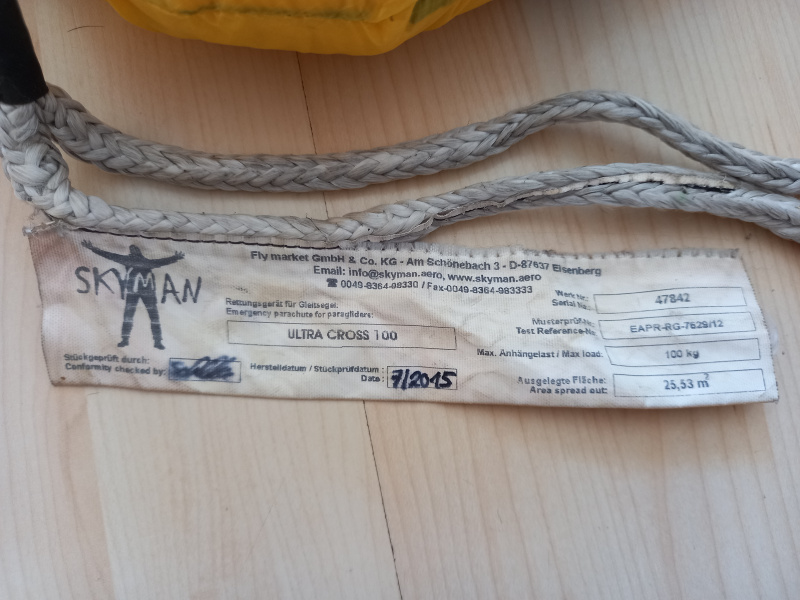 SKYMAN
Fly market GmbH & Co. KG - Am Schönebach 3 - D-87637 Eisenberg
Email: info@skyman.aero, www.skyman.aero
☎ 0049-8364-98330 / Fax-0049-8364-983333
Rettungsgerät für Gleitsegel:
Emergency parachute for paragliders:
ULTRA CROSS 100
Stückgeprüft durch:
Conformity checked by:
Herstelldatum / Stückprüfdatum :
Date :
7/2015
Werk Nr.:
Serial Na.:
47842
Musterprüf-Nr.:
Test Reference-No
EAPR-RG-7629/12
Max. Anhängelast / Max load:
100 kg
Ausgelegte Fläche:
Area spread out:
25,53 m²